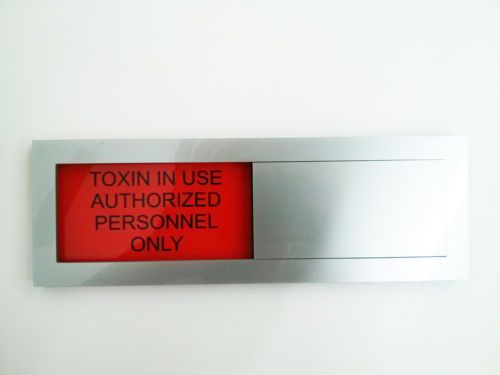 TOXIN IN USE
AUTHORIZED
PERSONNEL
ONLY